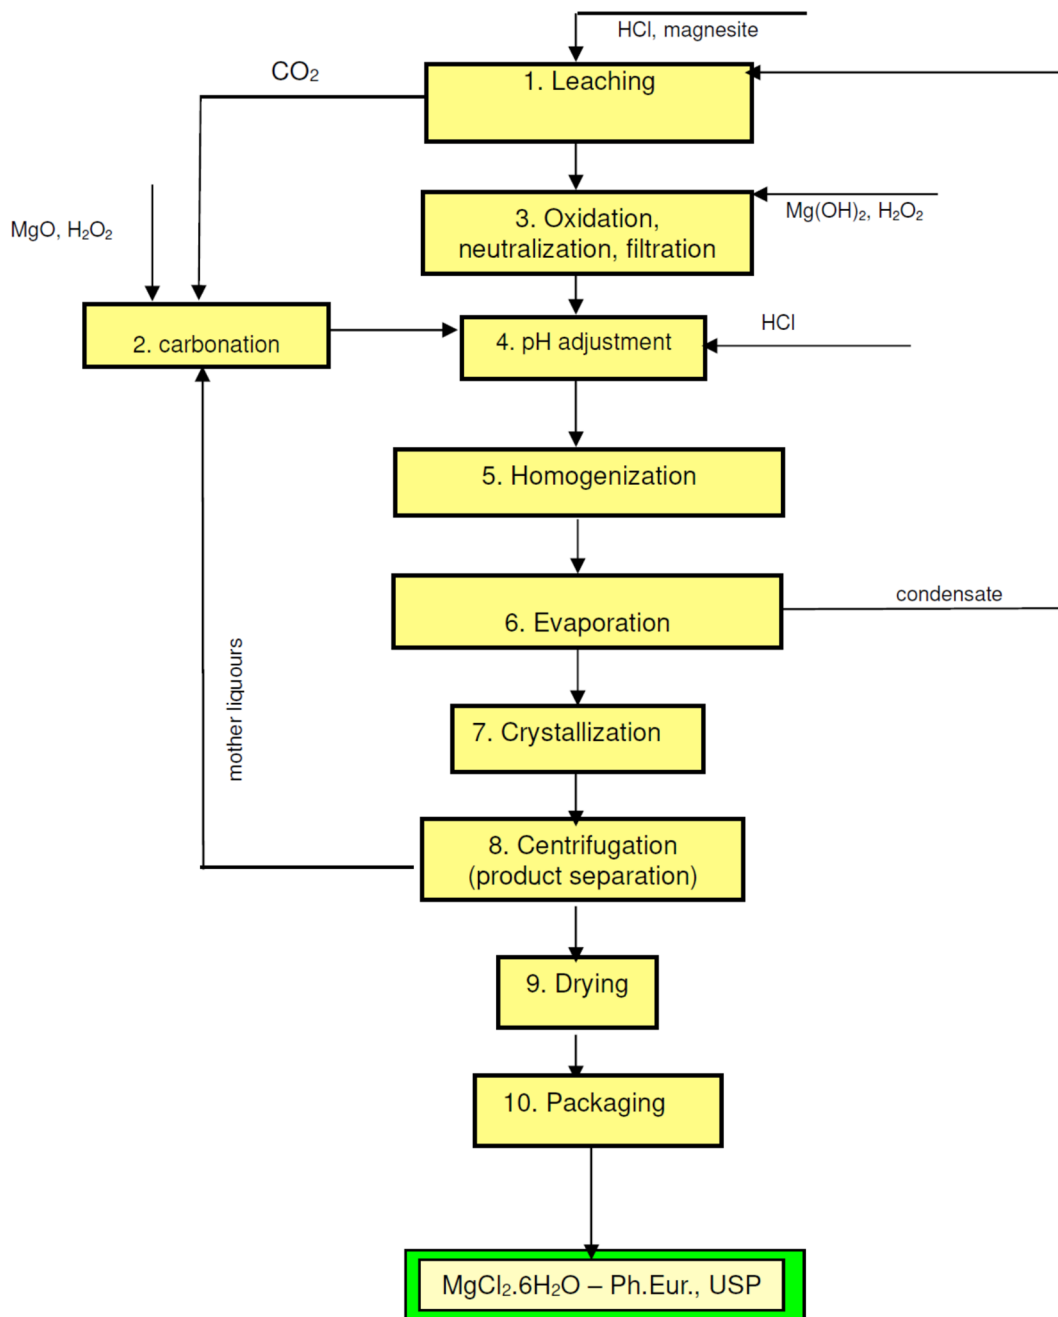 HCl, magnesite
CO₂
1. Leaching
MgO, H₂O₂
3. Oxidation,
neutralization, filtration
Mg(OH)₂, H₂O₂
2. carbonation
4. pH adjustment
HCl
5. Homogenization
6. Evaporation
condensate
mother liquours
7. Crystallization
8. Centrifugation
(product separation)
9. Drying
10. Packaging
MgCl₂.6H₂O – Ph.Eur., USP